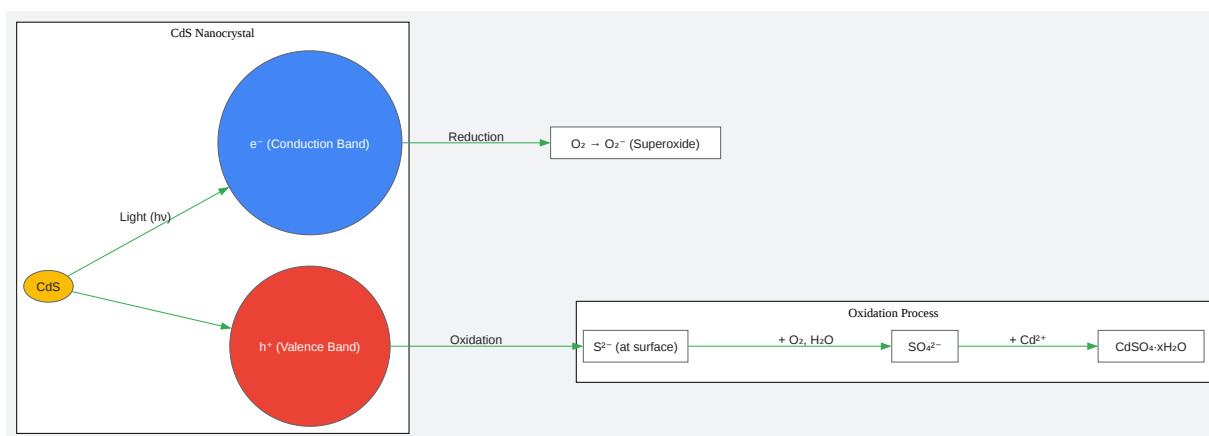 CdS Nanocrystal
e⁻ (Conduction Band)
Reduction
O₂ → O₂⁻ (Superoxide)
Light (hν)
CdS
h⁺ (Valence Band)
Oxidation
Oxidation Process
S²⁻ (at surface)
+ O₂, H₂O
SO₄²⁻
+ Cd²⁺
CdSO₄·xH₂O